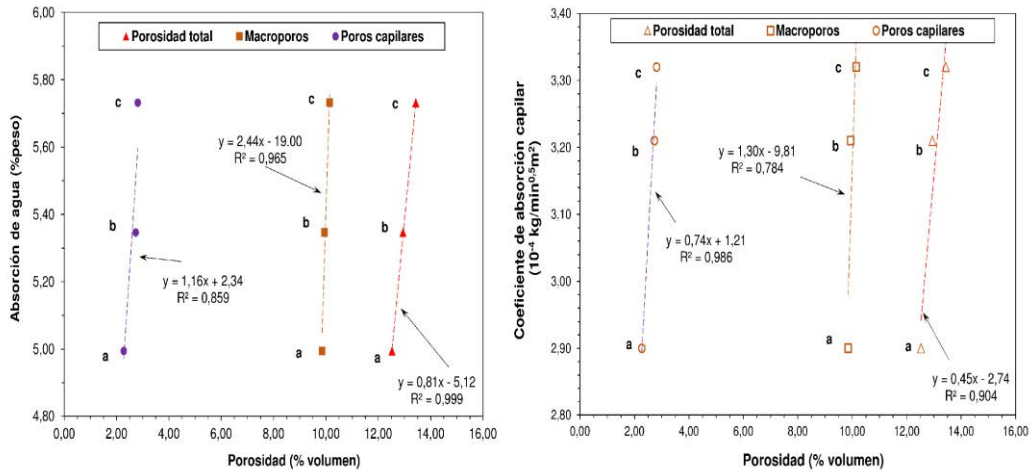 6,00
5,80
5,60
5,40
5,20
5,00
4,80
Absorción de agua (%peso)
Porosidad total Macroporos Poros capilares
c
c
c
y = 2,44x - 19.00
R² = 0,965
b
b
b
y = 1,16x + 2,34
R² = 0,859
a
a
a
y = 0,81x - 5,12
R² = 0,999
0,00 2,00 4,00 6,00 8,00 10,00 12,00 14,00 16,00
Porosidad (% volumen)
3,40
3,30
3,20
3,10
3,00
2,90
2,80
Coeficiente de absorción capilar
(10⁻⁴ kg/min⁰,⁵m²)
Porosidad total Macroporos Poros capilares
c
c
c
b
b
b
y = 1,30x - 9,81
R² = 0,784
y = 0,74x + 1,21
R² = 0,986
a
a
a
y = 0,45x - 2,74
R² = 0,904
0,00 2,00 4,00 6,00 8,00 10,00 12,00 14,00 16,00
Porosidad (% volumen)